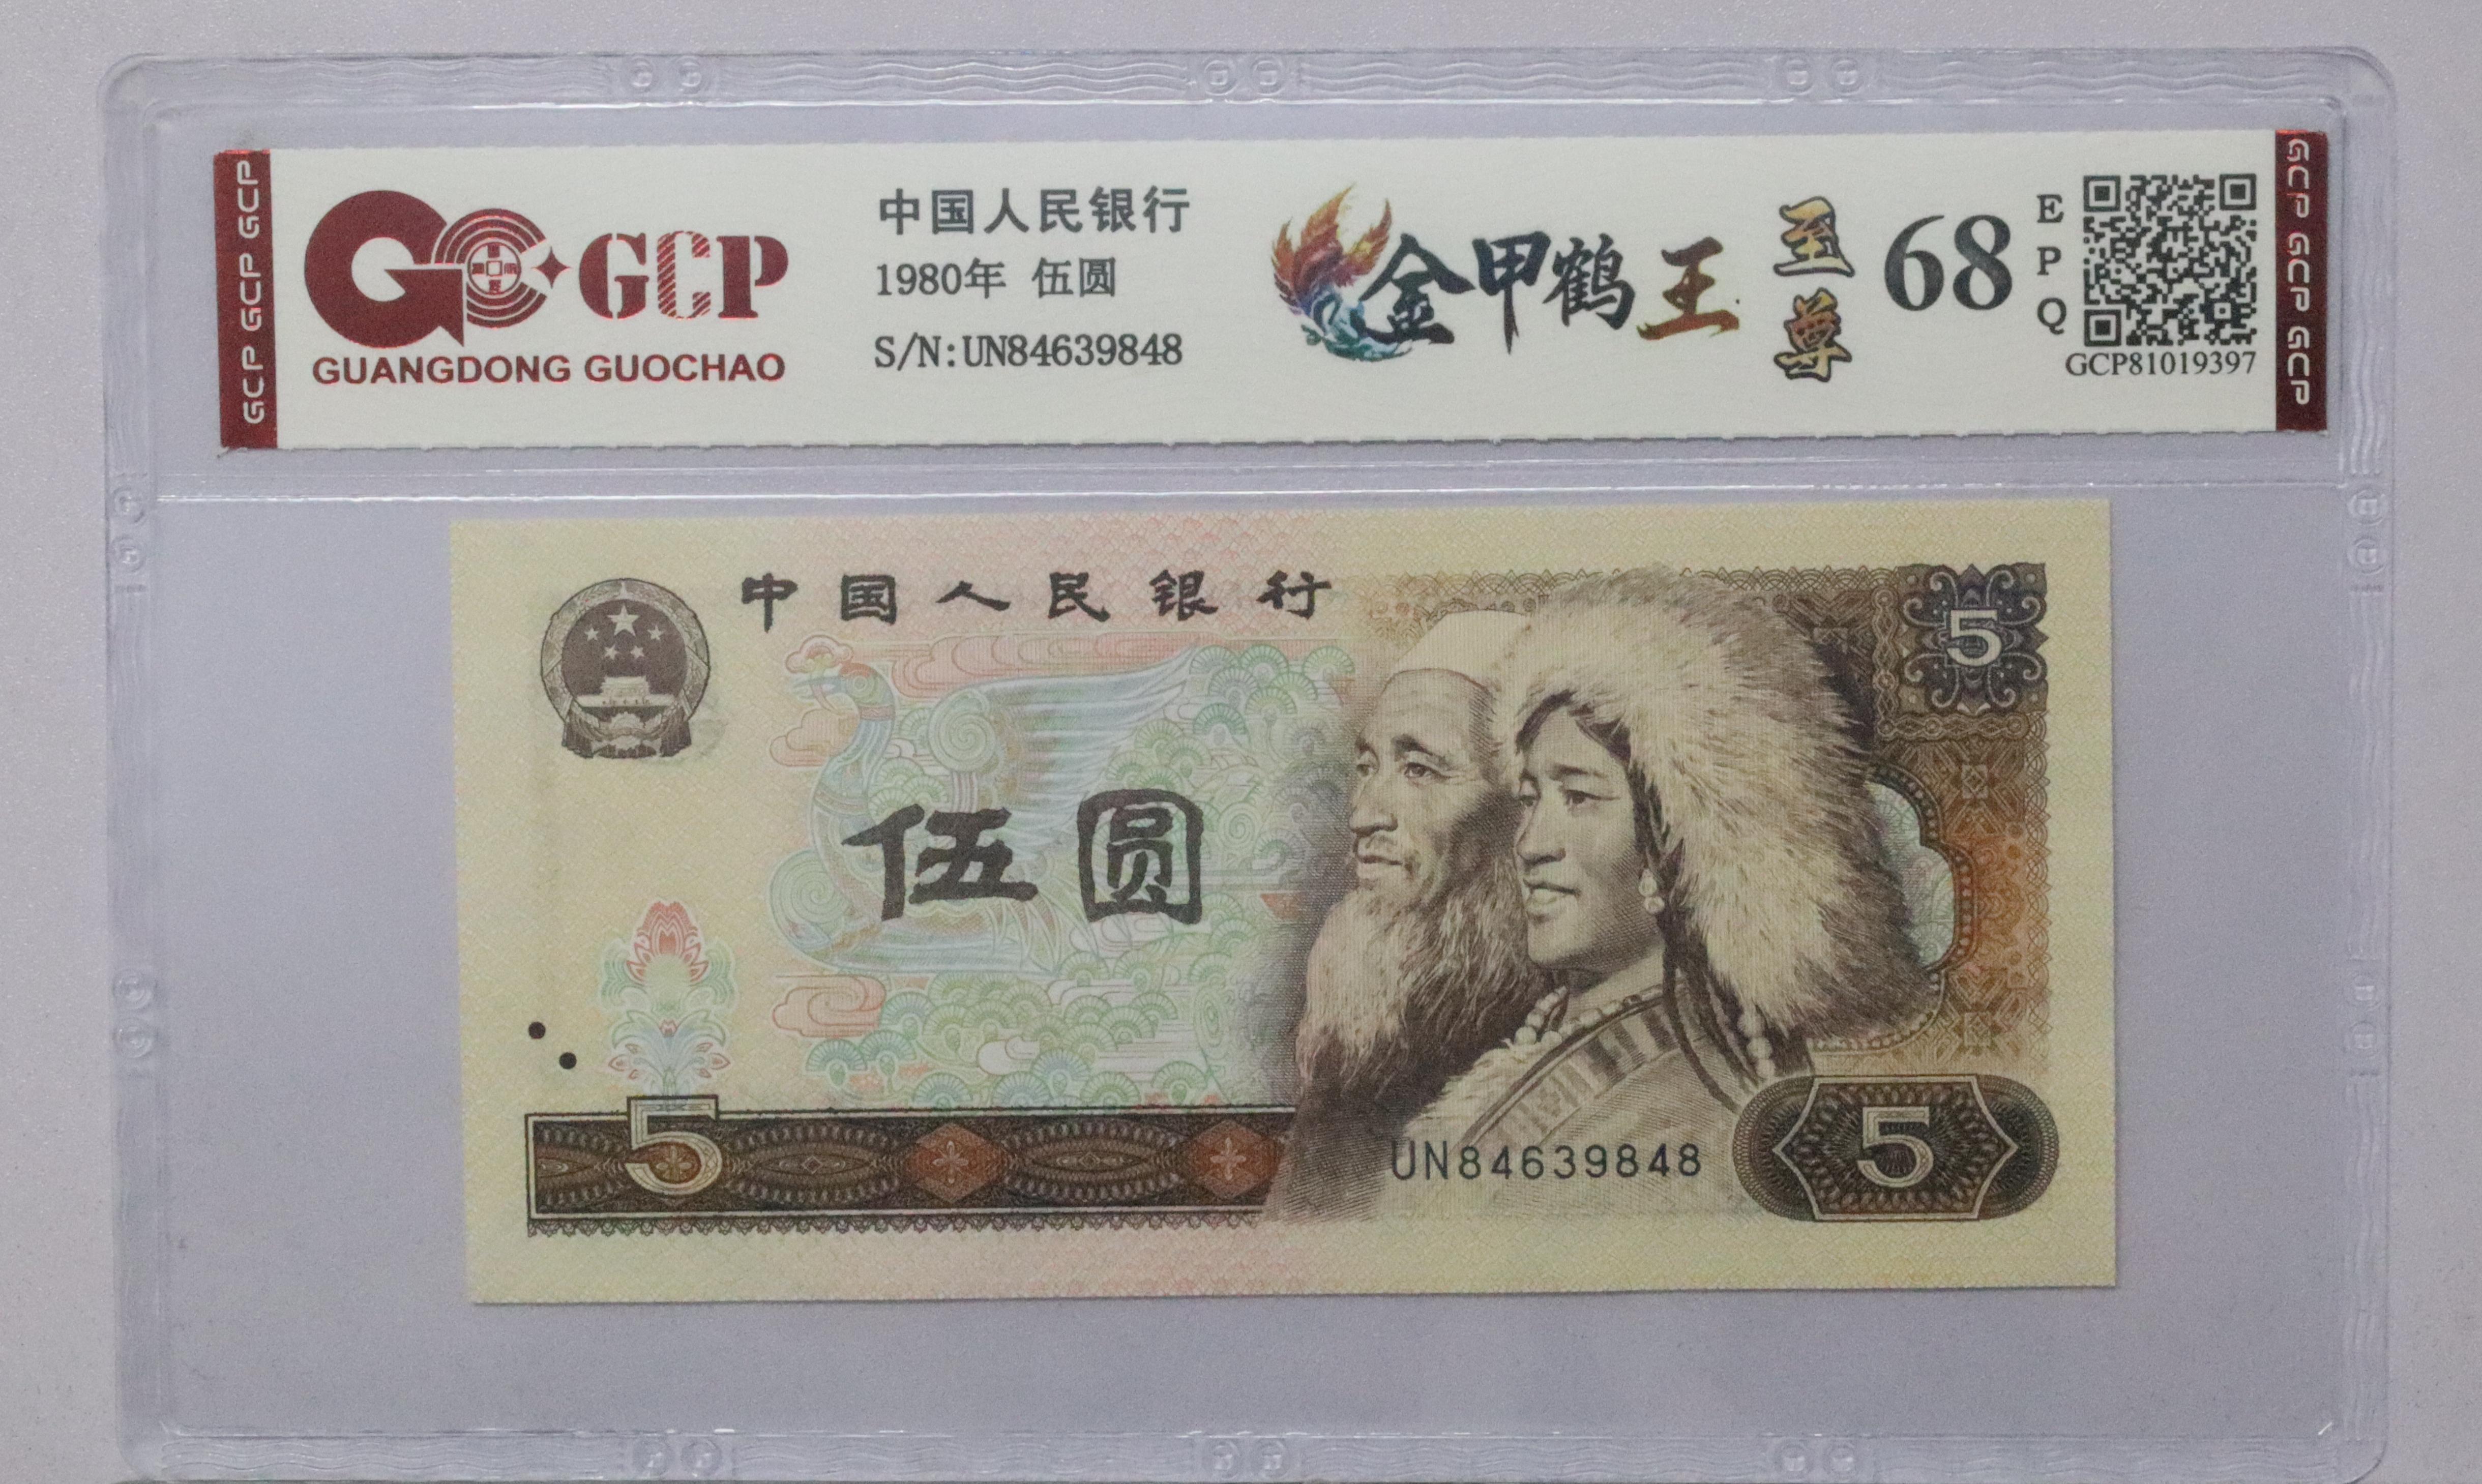 GCP GCP GCP
GCP
GUANGDONG GUOCHAO
中国人民银行
1980年 伍圆
S/N:UN84639848
金甲鹤王
至尊
68
EPQ
GCP81019397
GCP GCP GCP
中国人民银行
5
伍圆
5
UN84639848
5